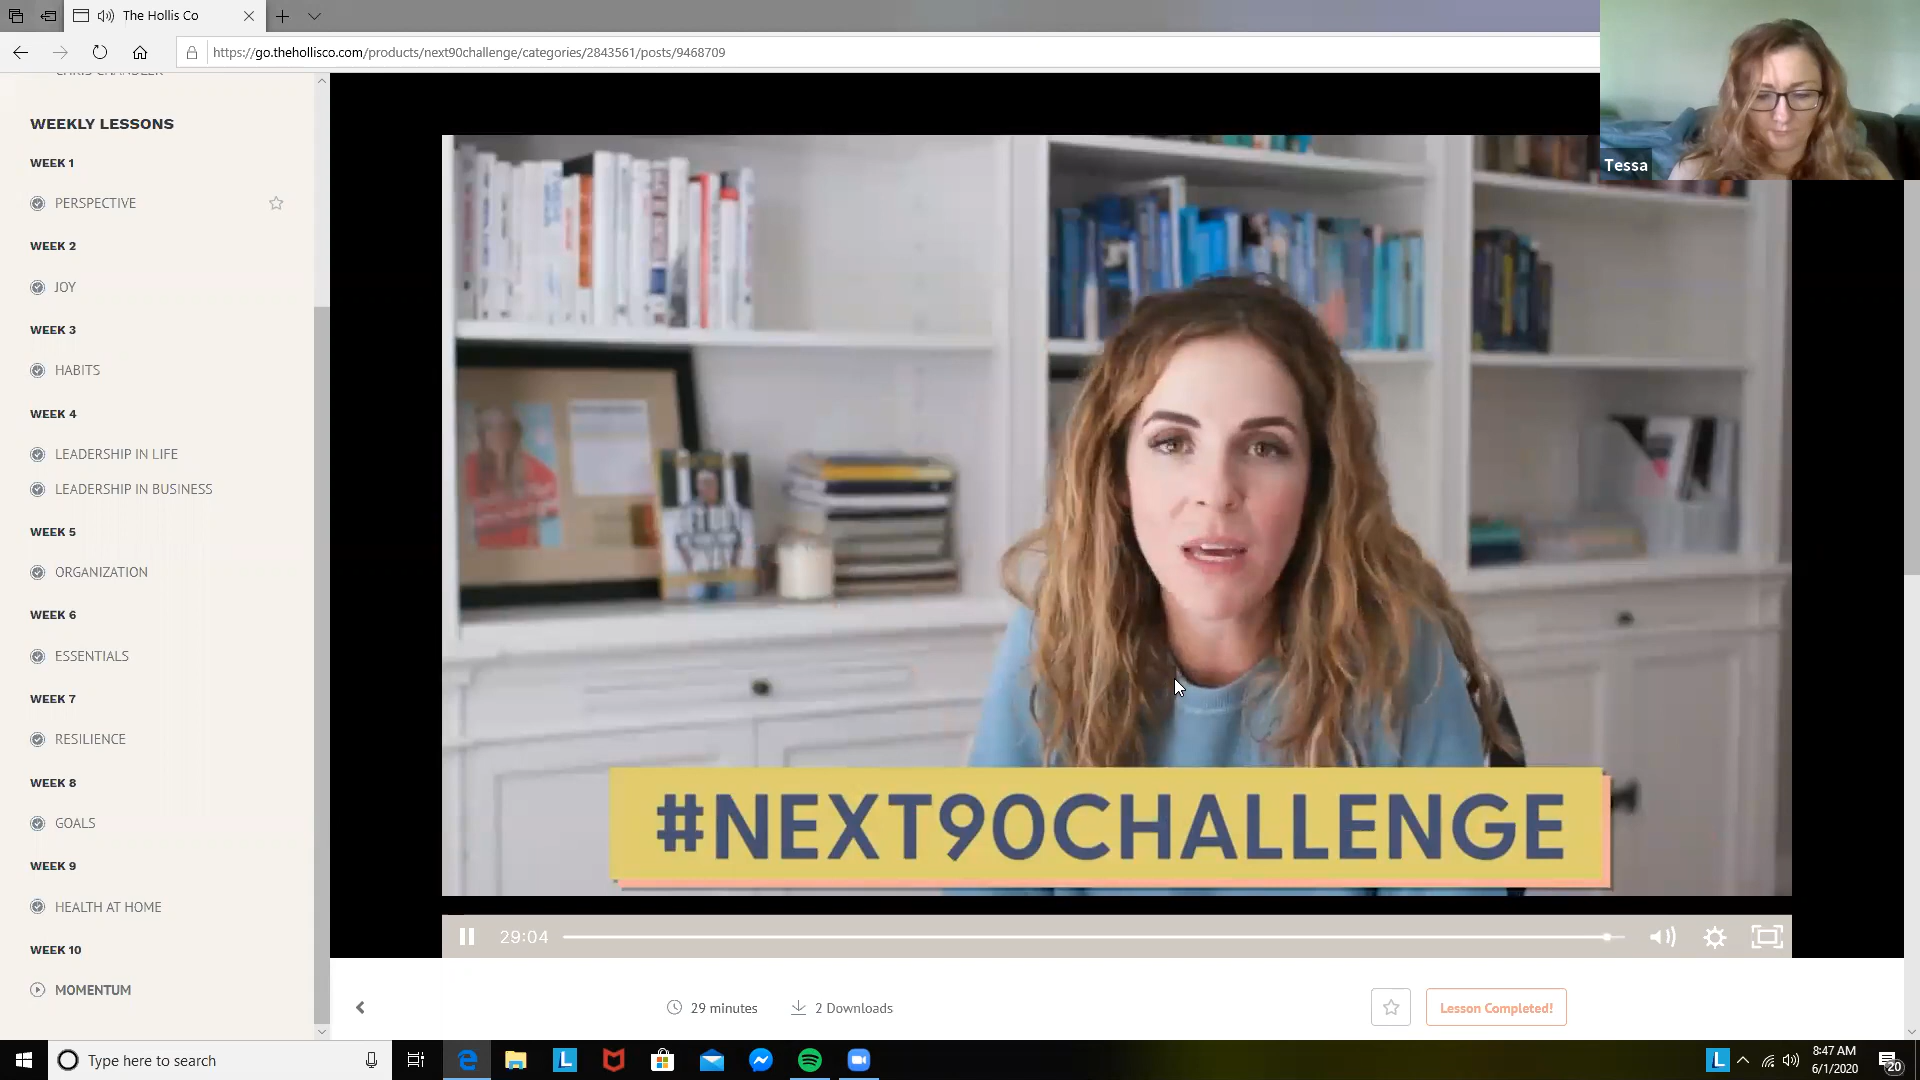 The Hollis Co
https://go.thehollisco.com/products/next90challenge/categories/2843561/posts/9468709
Tessa
CHRIS CHANDLER
WEEKLY LESSONS
WEEK 1
PERSPECTIVE
WEEK 2
JOY
WEEK 3
HABITS
WEEK 4
LEADERSHIP IN LIFE
LEADERSHIP IN BUSINESS
WEEK 5
ORGANIZATION
WEEK 6
ESSENTIALS
WEEK 7
RESILIENCE
WEEK 8
GOALS
WEEK 9
HEALTH AT HOME
WEEK 10
MOMENTUM
#NEXT90CHALLENGE
29:04
29 minutes
2 Downloads
Lesson Completed!
Type here to search
L
L
8:47 AM
6/1/2020
20